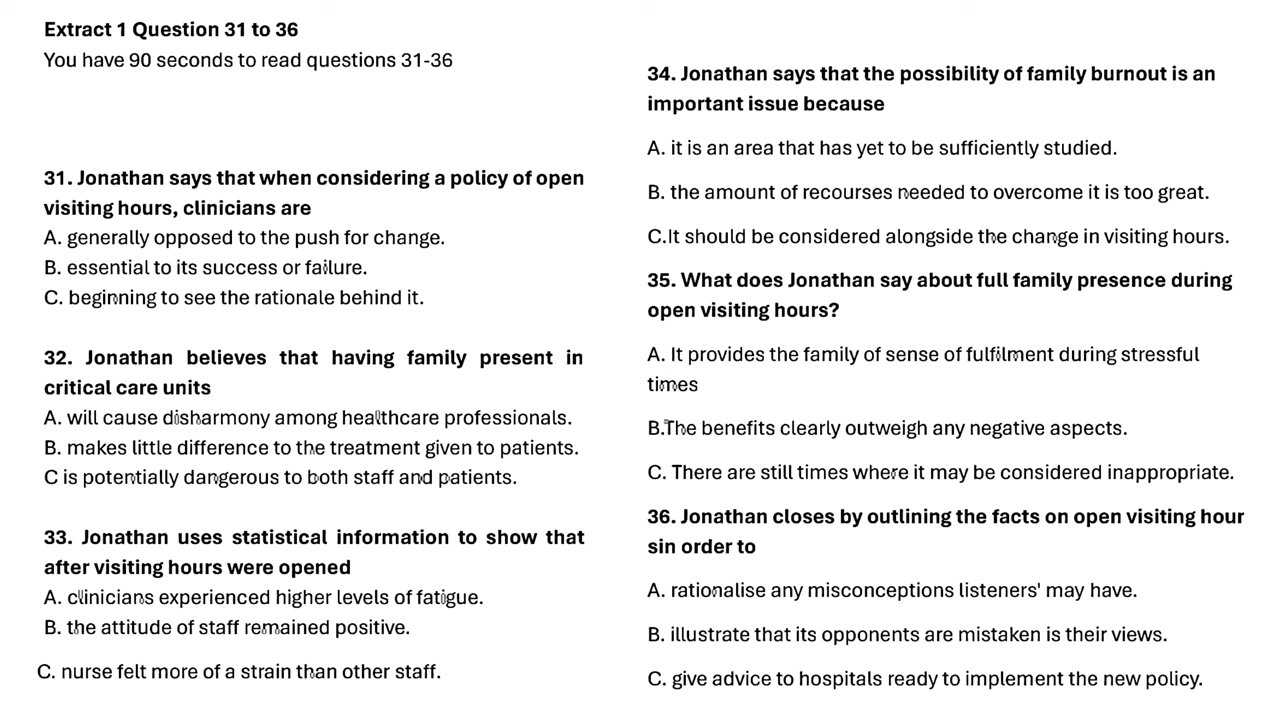 Extract 1 Question 31 to 36
You have 90 seconds to read questions 31-36
31. Jonathan says that when considering a policy of open
visiting hours, clinicians are
A. generally opposed to the push for change.
B. essential to its success or failure.
C. beginning to see the rationale behind it.
32. Jonathan believes that having family present in
critical care units
A. will cause disharmony among healthcare professionals.
B. makes little difference to the treatment given to patients.
C is potentially dangerous to both staff and patients.
33. Jonathan uses statistical information to show that
after visiting hours were opened
A. clinicians experienced higher levels of fatigue.
B. the attitude of staff remained positive.
C. nurse felt more of a strain than other staff.
34. Jonathan says that the possibility of family burnout is an
important issue because
A. it is an area that has yet to be sufficiently studied.
B. the amount of recourses needed to overcome it is too great.
C.It should be considered alongside the change in visiting hours.
35. What does Jonathan say about full family presence during
open visiting hours?
A. It provides the family of sense of fulfilment during stressful
times
B.The benefits clearly outweigh any negative aspects.
C. There are still times where it may be considered inappropriate.
36. Jonathan closes by outlining the facts on open visiting hour
sin order to
A. rationalise any misconceptions listeners' may have.
B. illustrate that its opponents are mistaken is their views.
C. give advice to hospitals ready to implement the new policy.